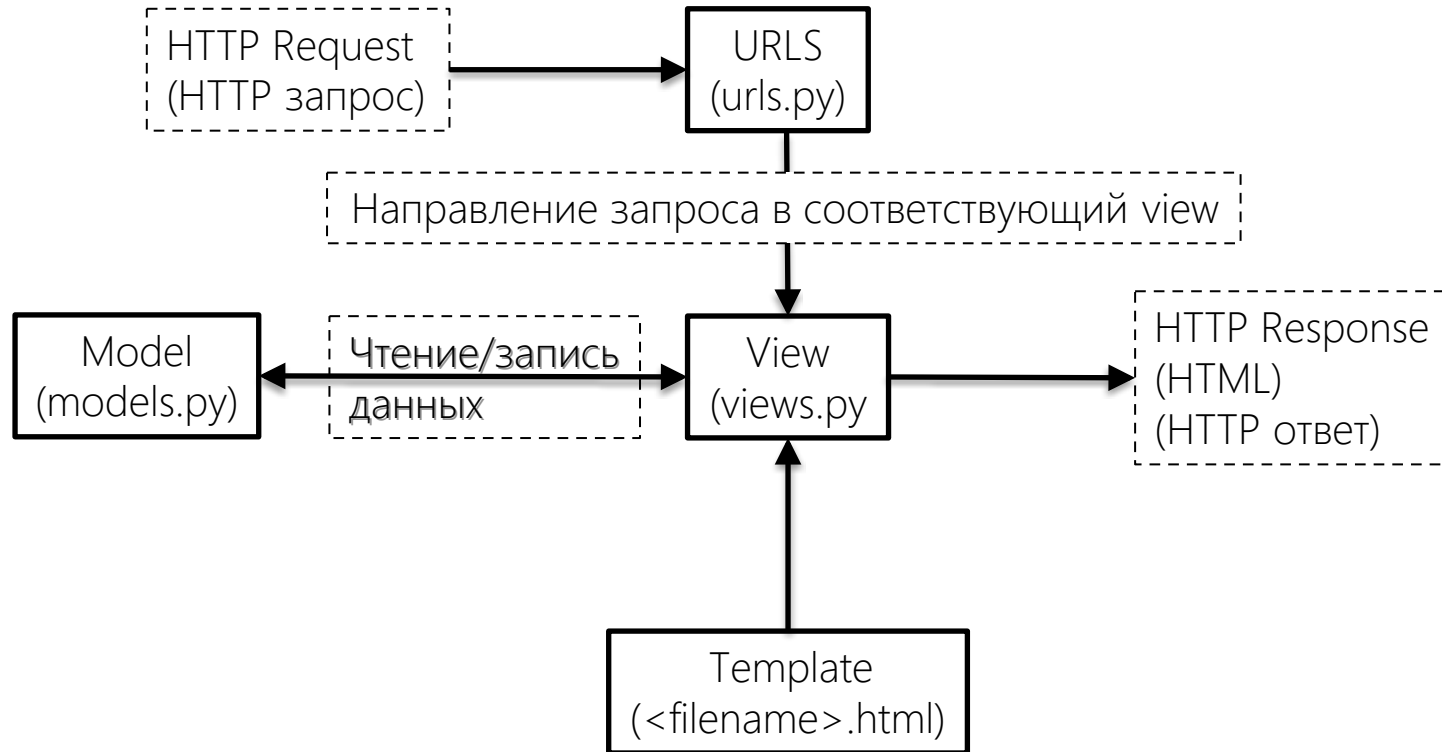 HTTP Request
(HTTP запрос)
URLS
(urls.py)
Направление запроса в соответствующий view
Model
(models.py)
Чтение/запись
данных
View
(views.py
HTTP Response
(HTML)
(HTTP ответ)
Template
(<filename>.html)